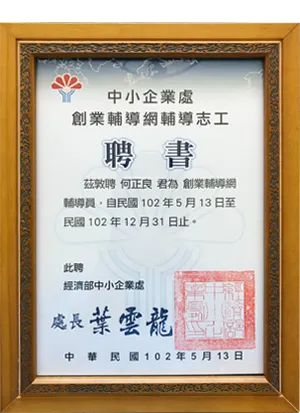 中小企業處
創業輔導網輔導志工
聘書
茲敦聘 何正良 君為 創業輔導網
輔導員，自民國 102 年 5 月 13 日至
民國 102 年 12 月 31 日止。
此聘
經濟部中小企業處
處長 葉雲龍
中華民國 102 年 5 月 13 日